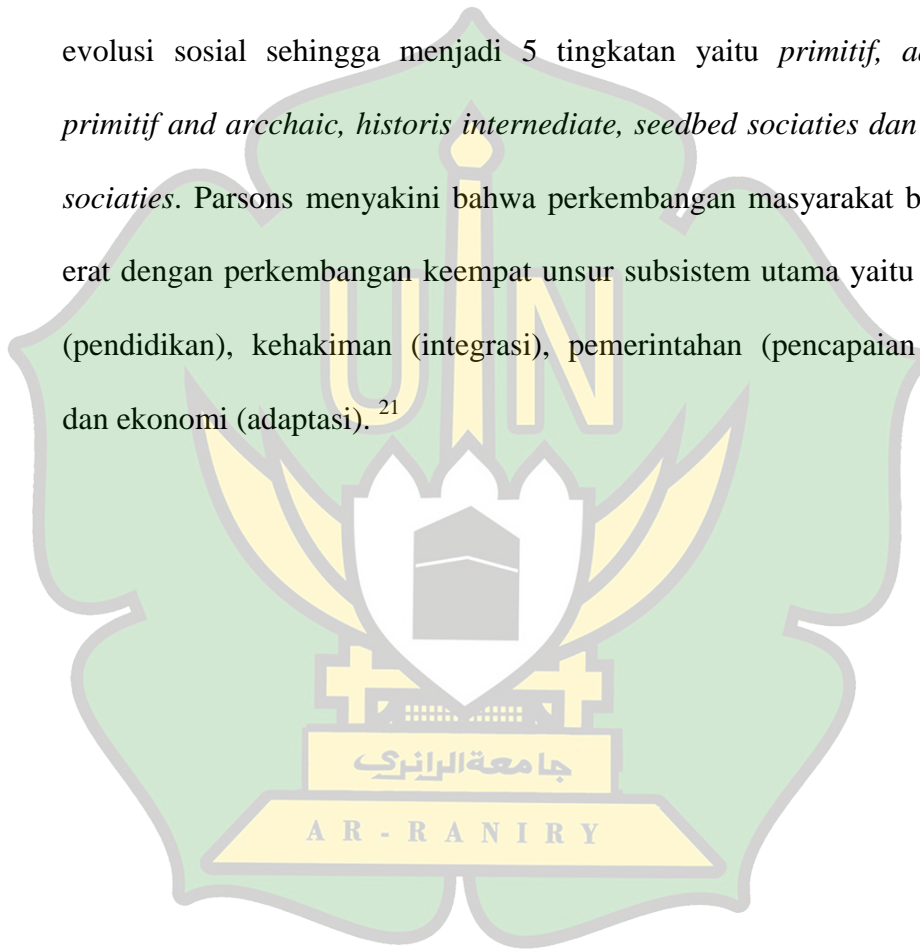 evolusi sosial sehingga menjadi 5 tingkatan yaitu primitif,
primitif and arcchaic, historis internediate, seedbed sociaties dan
sociaties. Parsons menyakini bahwa perkembangan masyarakat
erat dengan perkembangan keempat unsur subsistem utama yaitu
(pendidikan), kehakiman (integrasi), pemerintahan (pencapaian
dan ekonomi (adaptasi). 21
UIN
جامعةالرانري
AR-RANIRY